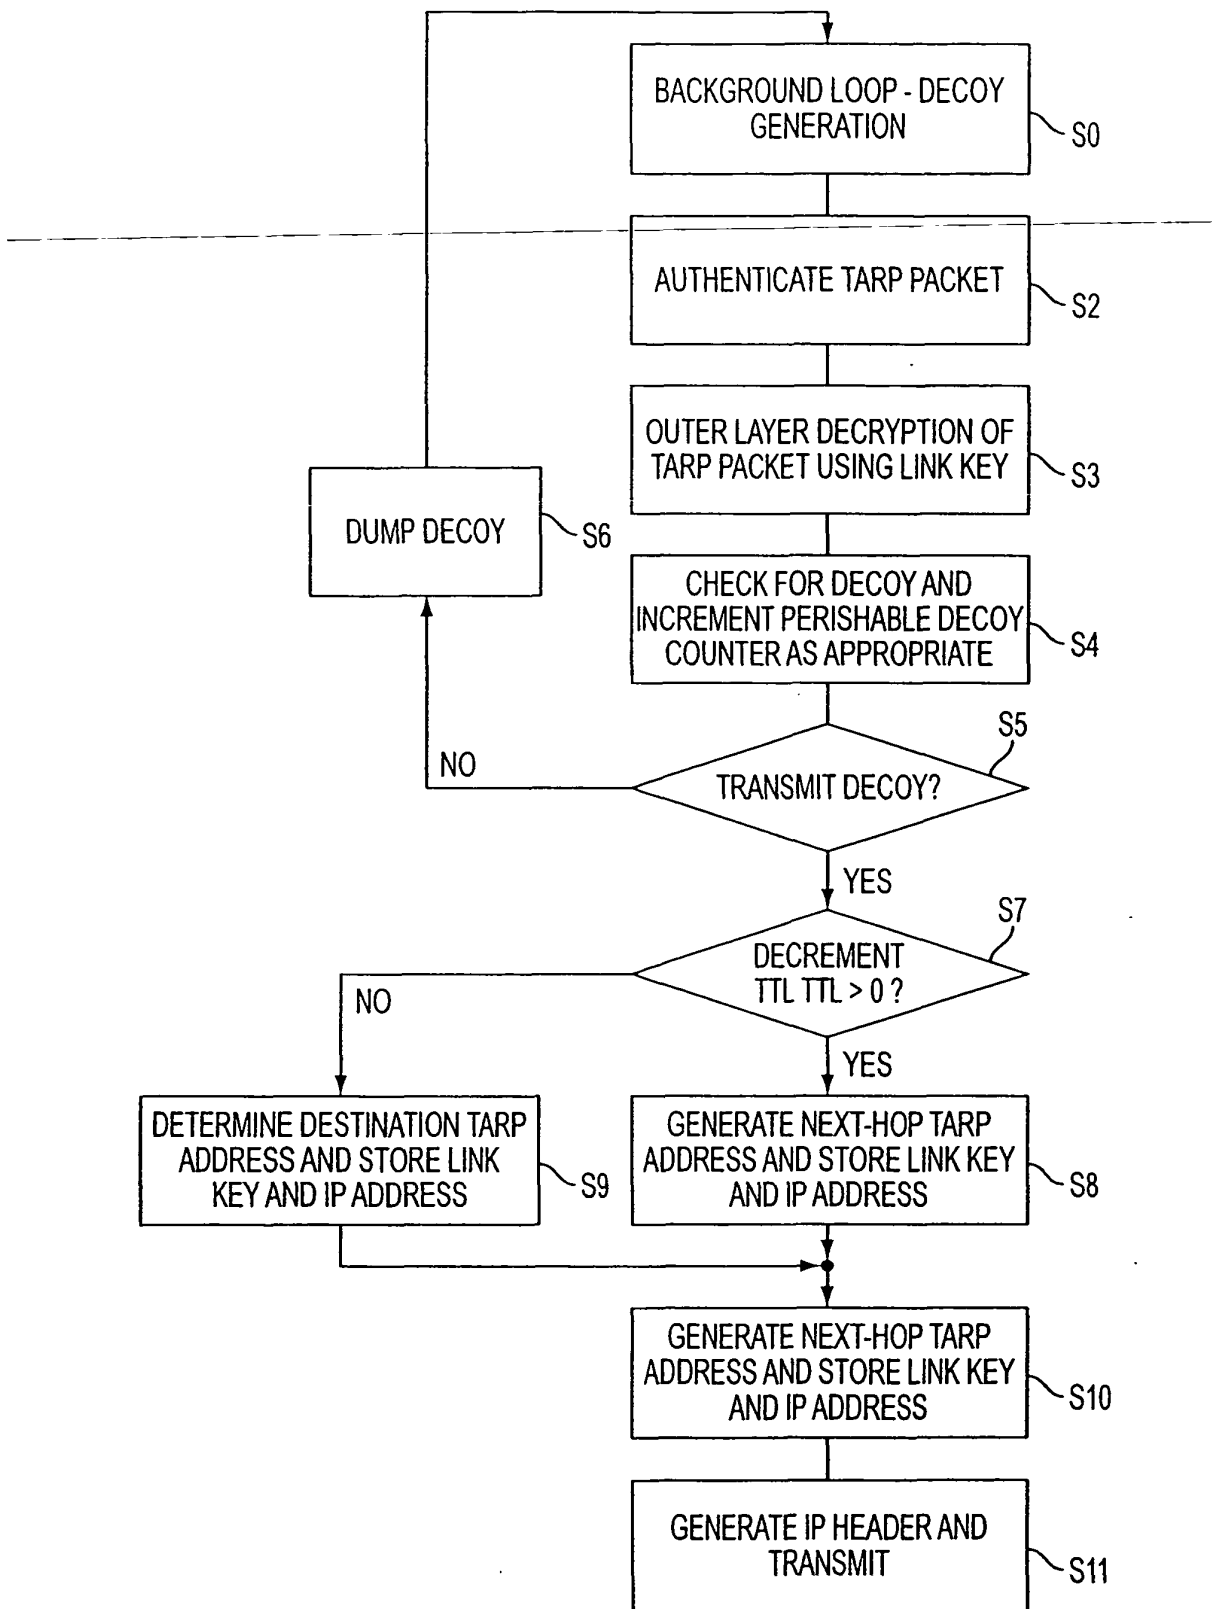 BACKGROUND LOOP - DECOY
GENERATION
S0
AUTHENTICATE TARP PACKET
S2
OUTER LAYER DECRYPTION OF
TARP PACKET USING LINK KEY
S3
DUMP DECOY
S6
CHECK FOR DECOY AND
INCREMENT PERISHABLE DECOY
COUNTER AS APPROPRIATE
S4
S5
TRANSMIT DECOY?
NO
YES
S7
DECREMENT
TTL TTL > 0 ?
NO
YES
DETERMINE DESTINATION TARP
ADDRESS AND STORE LINK
KEY AND IP ADDRESS
S9
GENERATE NEXT-HOP TARP
ADDRESS AND STORE LINK KEY
AND IP ADDRESS
S8
GENERATE NEXT-HOP TARP
ADDRESS AND STORE LINK KEY
AND IP ADDRESS
S10
GENERATE IP HEADER AND
TRANSMIT
S11